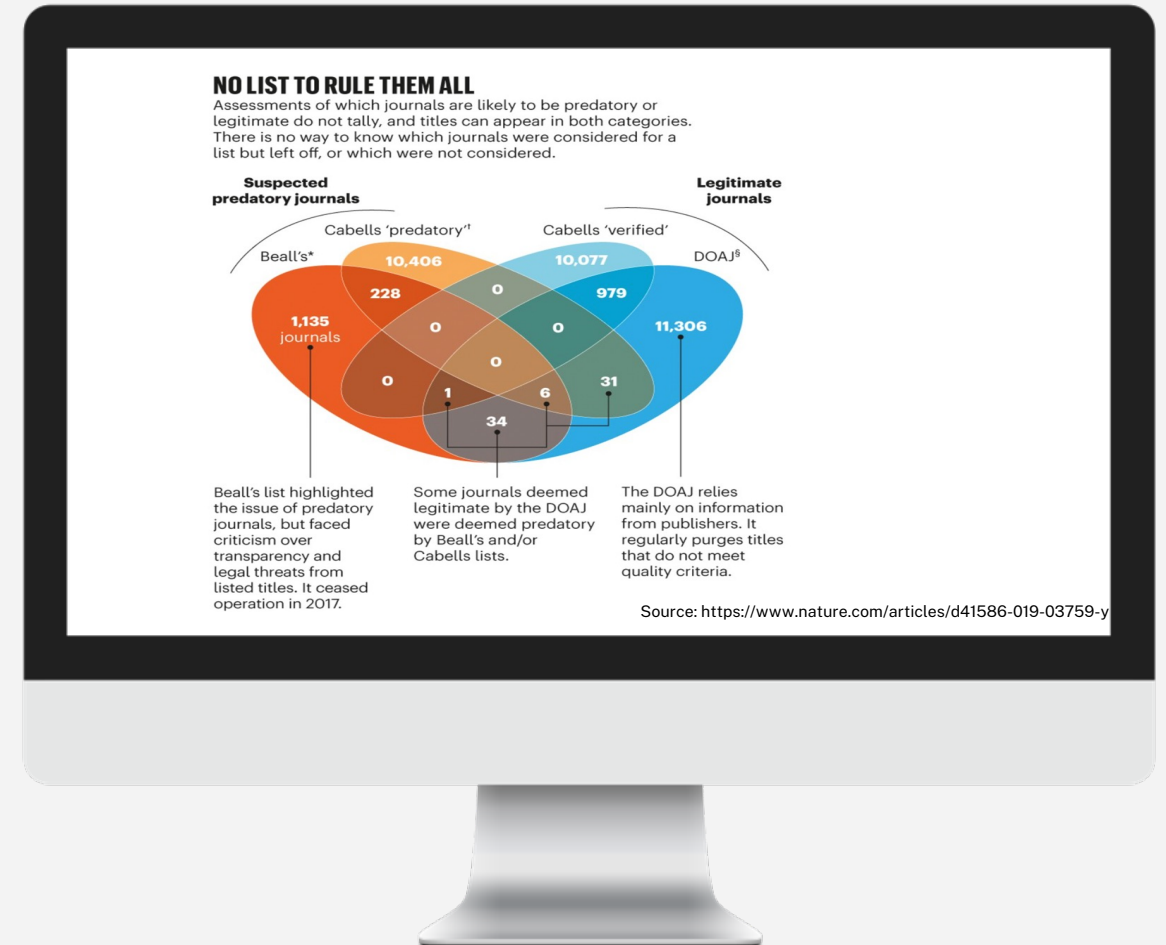 NO LIST TO RULE THEM ALL
Assessments of which journals are likely to be predatory or
legitimate do not tally, and titles can appear in both categories.
There is no way to know which journals were considered for a
list but left off, or which were not considered.
Suspected
predatory journals
Legitimate
journals
Cabells ‘predatory’†
Cabells ‘verified’
Beall’s*
DOAJ§
10,406
10,077
228
0
979
1,135
journals
0
0
11,306
0
0
31
1
6
34
Beall’s list highlighted
the issue of predatory
journals, but faced
criticism over
transparency and
legal threats from
listed titles. It ceased
operation in 2017.
Some journals deemed
legitimate by the DOAJ
were deemed predatory
by Beall’s and/or
Cabells lists.
The DOAJ relies
mainly on information
from publishers. It
regularly purges titles
that do not meet
quality criteria.
Source: https://www.nature.com/articles/d41586-019-03759-y